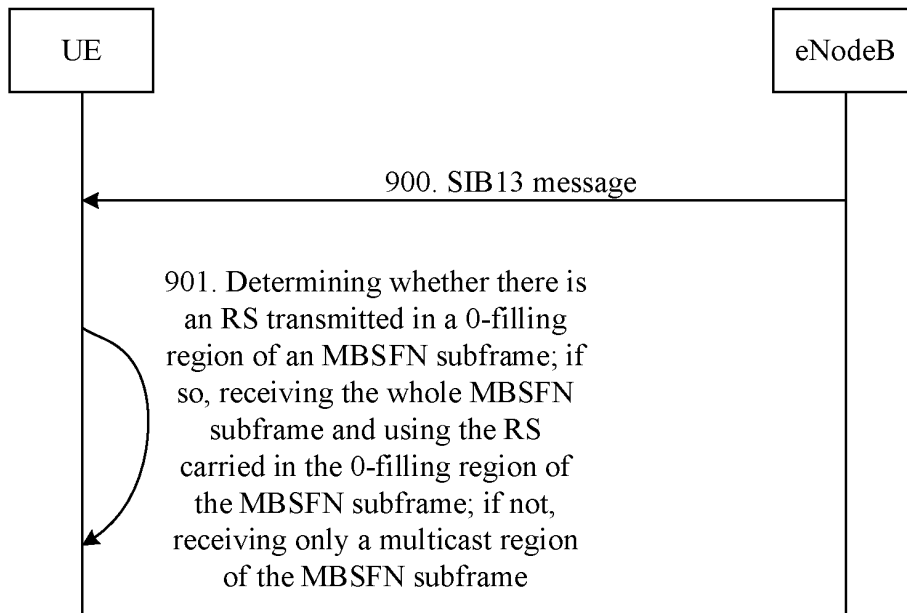 UE
eNodeB
900. SIB13 message
901. Determining whether there is
an RS transmitted in a 0-filling
region of an MBSFN subframe; if
so, receiving the whole MBSFN
subframe and using the RS
carried in the 0-filling region of
the MBSFN subframe; if not,
receiving only a multicast region
of the MBSFN subframe